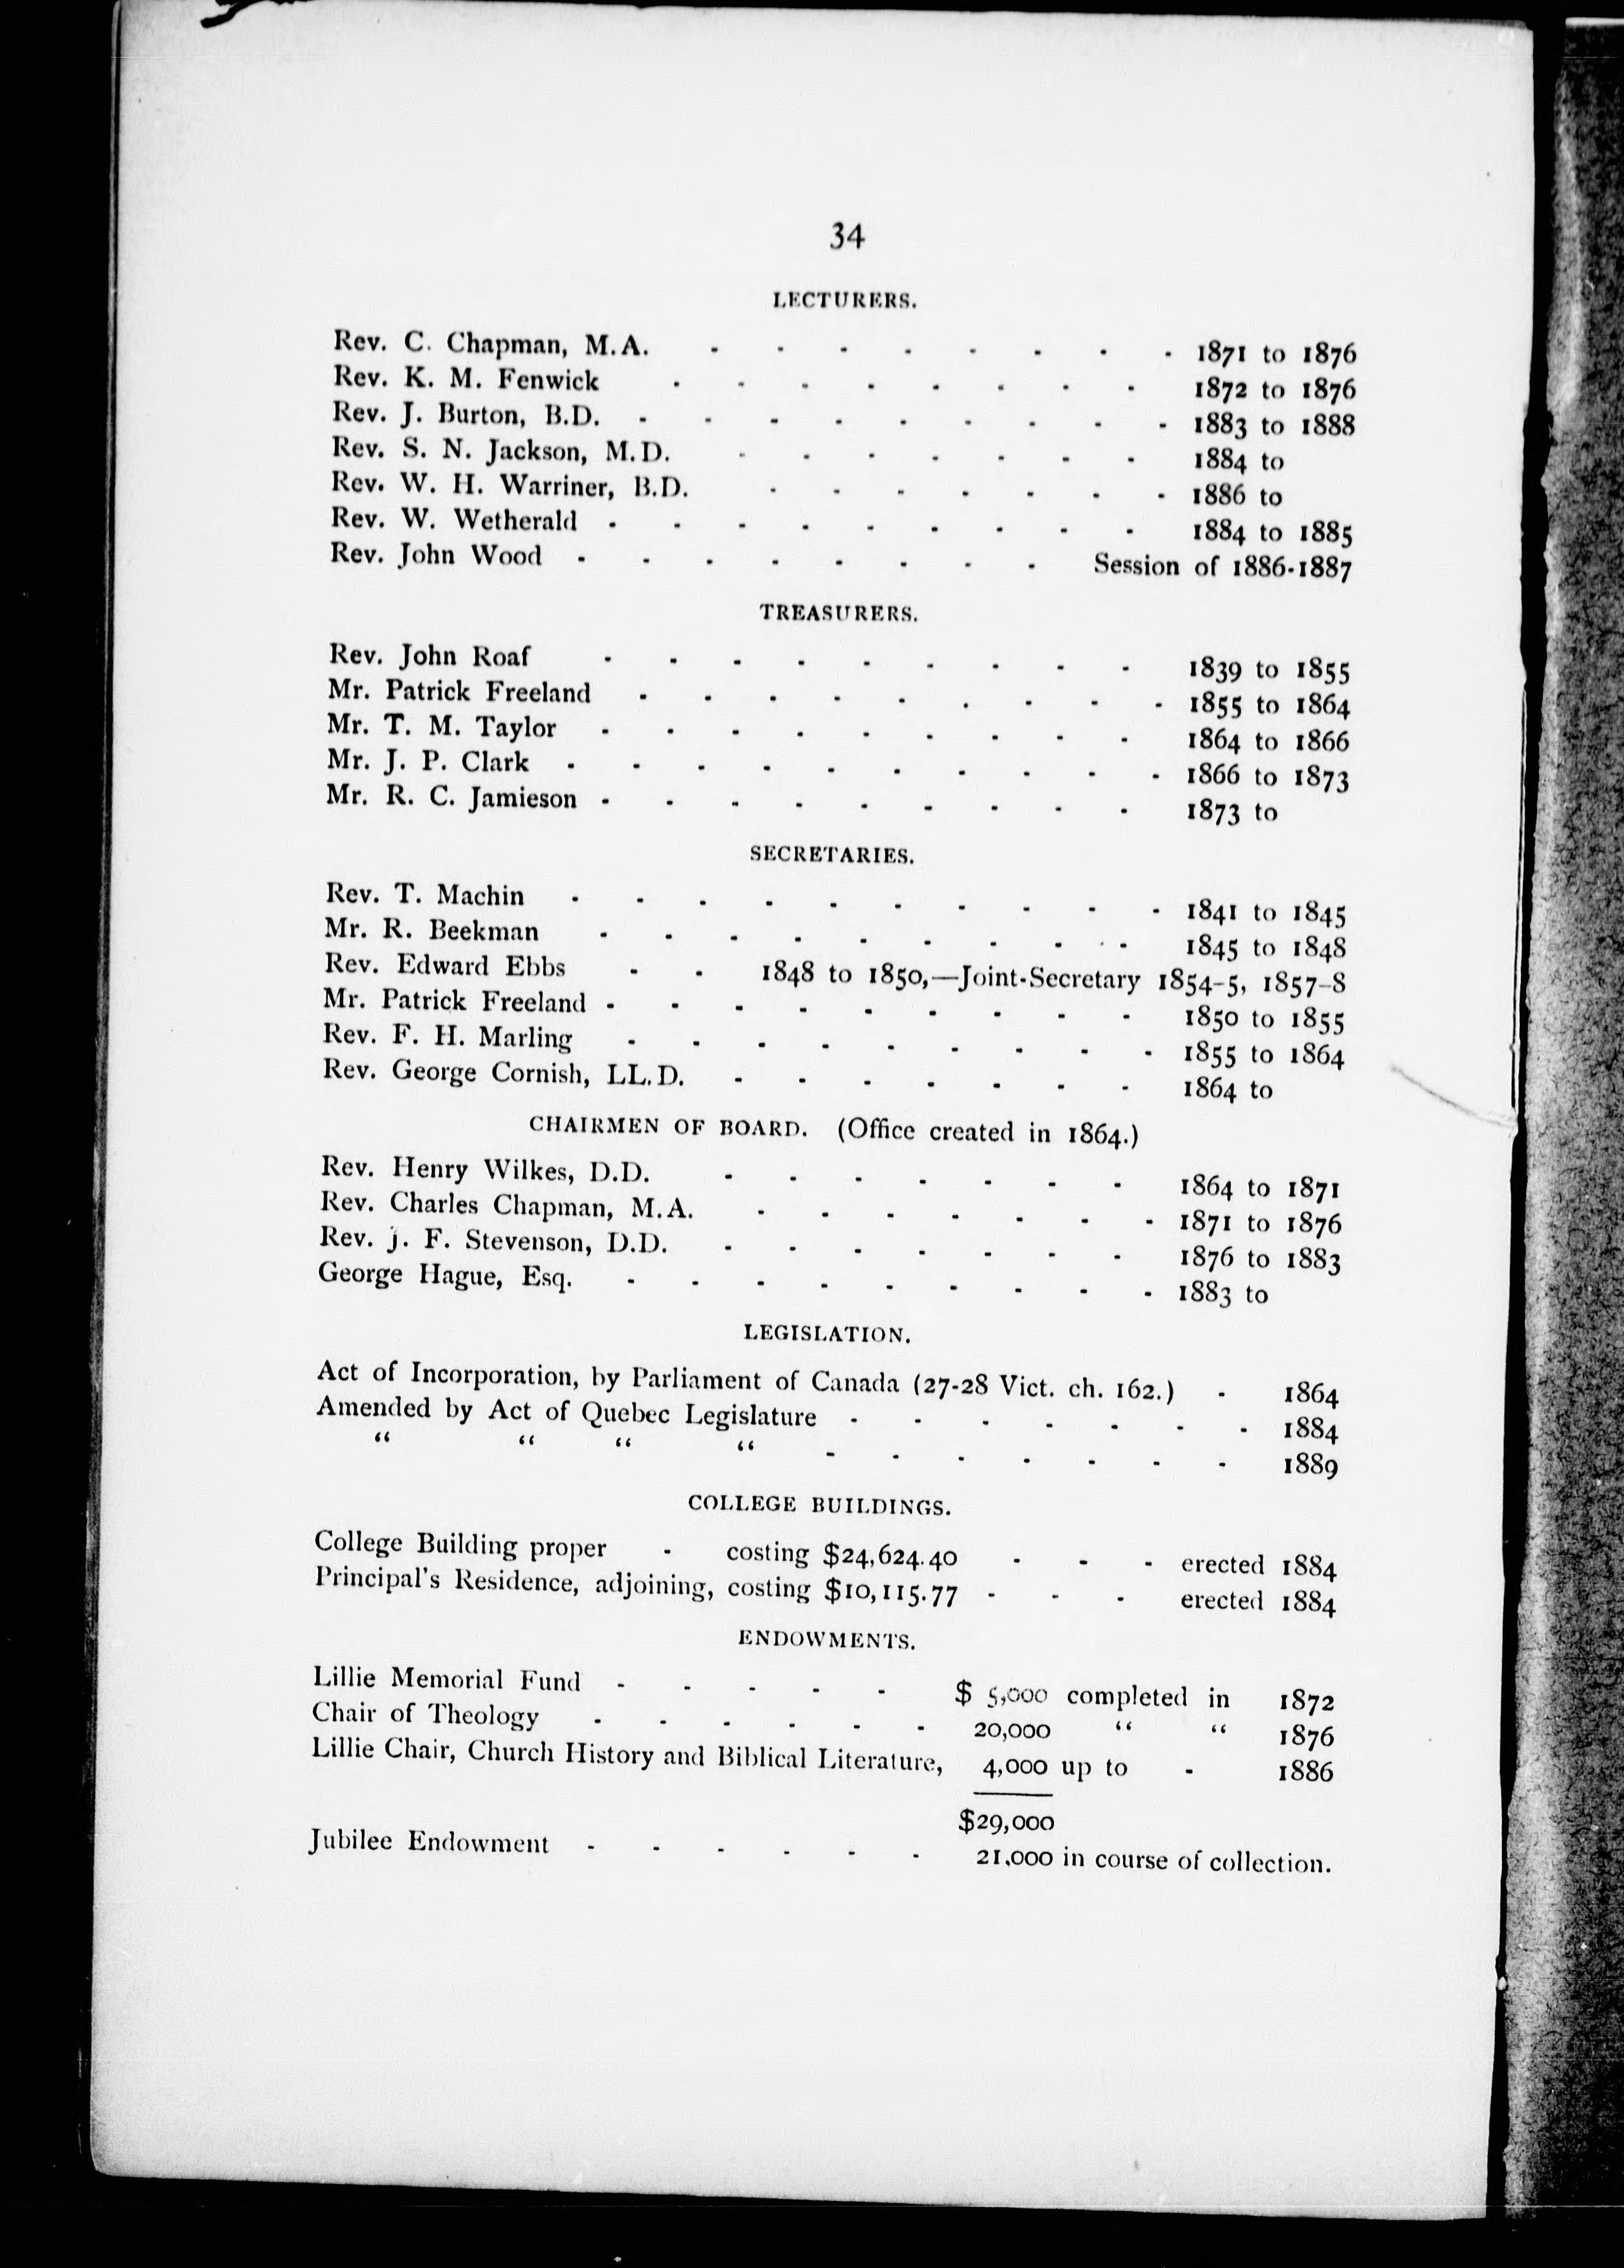 34
LECTURERS.
Rev. C. Chapman, M.A. - - - - - - - - 1871 to 1876
Rev. K. M. Fenwick - - - - - - - - 1872 to 1876
Rev. J. Burton, B.D. - - - - - - - - - 1883 to 1888
Rev. S. N. Jackson, M.D. - - - - - - - 1884 to
Rev. W. H. Warriner, B.D. - - - - - - - 1886 to
Rev. W. Wetherald - - - - - - - - - 1884 to 1885
Rev. John Wood - - - - - - - - Session of 1886-1887
TREASURERS.
Rev. John Roaf - - - - - - - - - 1839 to 1855
Mr. Patrick Freeland - - - - - - - - - 1855 to 1864
Mr. T. M. Taylor - - - - - - - - - 1864 to 1866
Mr. J. P. Clark - - - - - - - - - - 1866 to 1873
Mr. R. C. Jamieson - - - - - - - - - 1873 to
SECRETARIES.
Rev. T. Machin - - - - - - - - - - 1841 to 1845
Mr. R. Beekman - - - - - - - - - 1845 to 1848
Rev. Edward Ebbs - - 1848 to 1850,—Joint-Secretary 1854-5, 1857-8
Mr. Patrick Freeland - - - - - - - - - 1850 to 1855
Rev. F. H. Marling - - - - - - - - - 1855 to 1864
Rev. George Cornish, LL.D. - - - - - - - 1864 to
CHAIRMEN OF BOARD. (Office created in 1864.)
Rev. Henry Wilkes, D.D. - - - - - - - 1864 to 1871
Rev. Charles Chapman, M.A. - - - - - - - 1871 to 1876
Rev. J. F. Stevenson, D.D. - - - - - - - 1876 to 1883
George Hague, Esq. - - - - - - - - - 1883 to
LEGISLATION.
Act of Incorporation, by Parliament of Canada (27-28 Vict. ch. 162.) - 1864
Amended by Act of Quebec Legislature - - - - - - - 1884
“ “ “ “ - - - - - - - 1889
COLLEGE BUILDINGS.
College Building proper - costing $24,624.40 - - - erected 1884
Principal's Residence, adjoining, costing $10,115.77 - - - erected 1884
ENDOWMENTS.
Lillie Memorial Fund - - - - - $ 5,000 completed in 1872
Chair of Theology - - - - - - 20,000 “ “ 1876
Lillie Chair, Church History and Biblical Literature, 4,000 up to - 1886
$29,000
Jubilee Endowment - - - - - - 21,000 in course of collection.